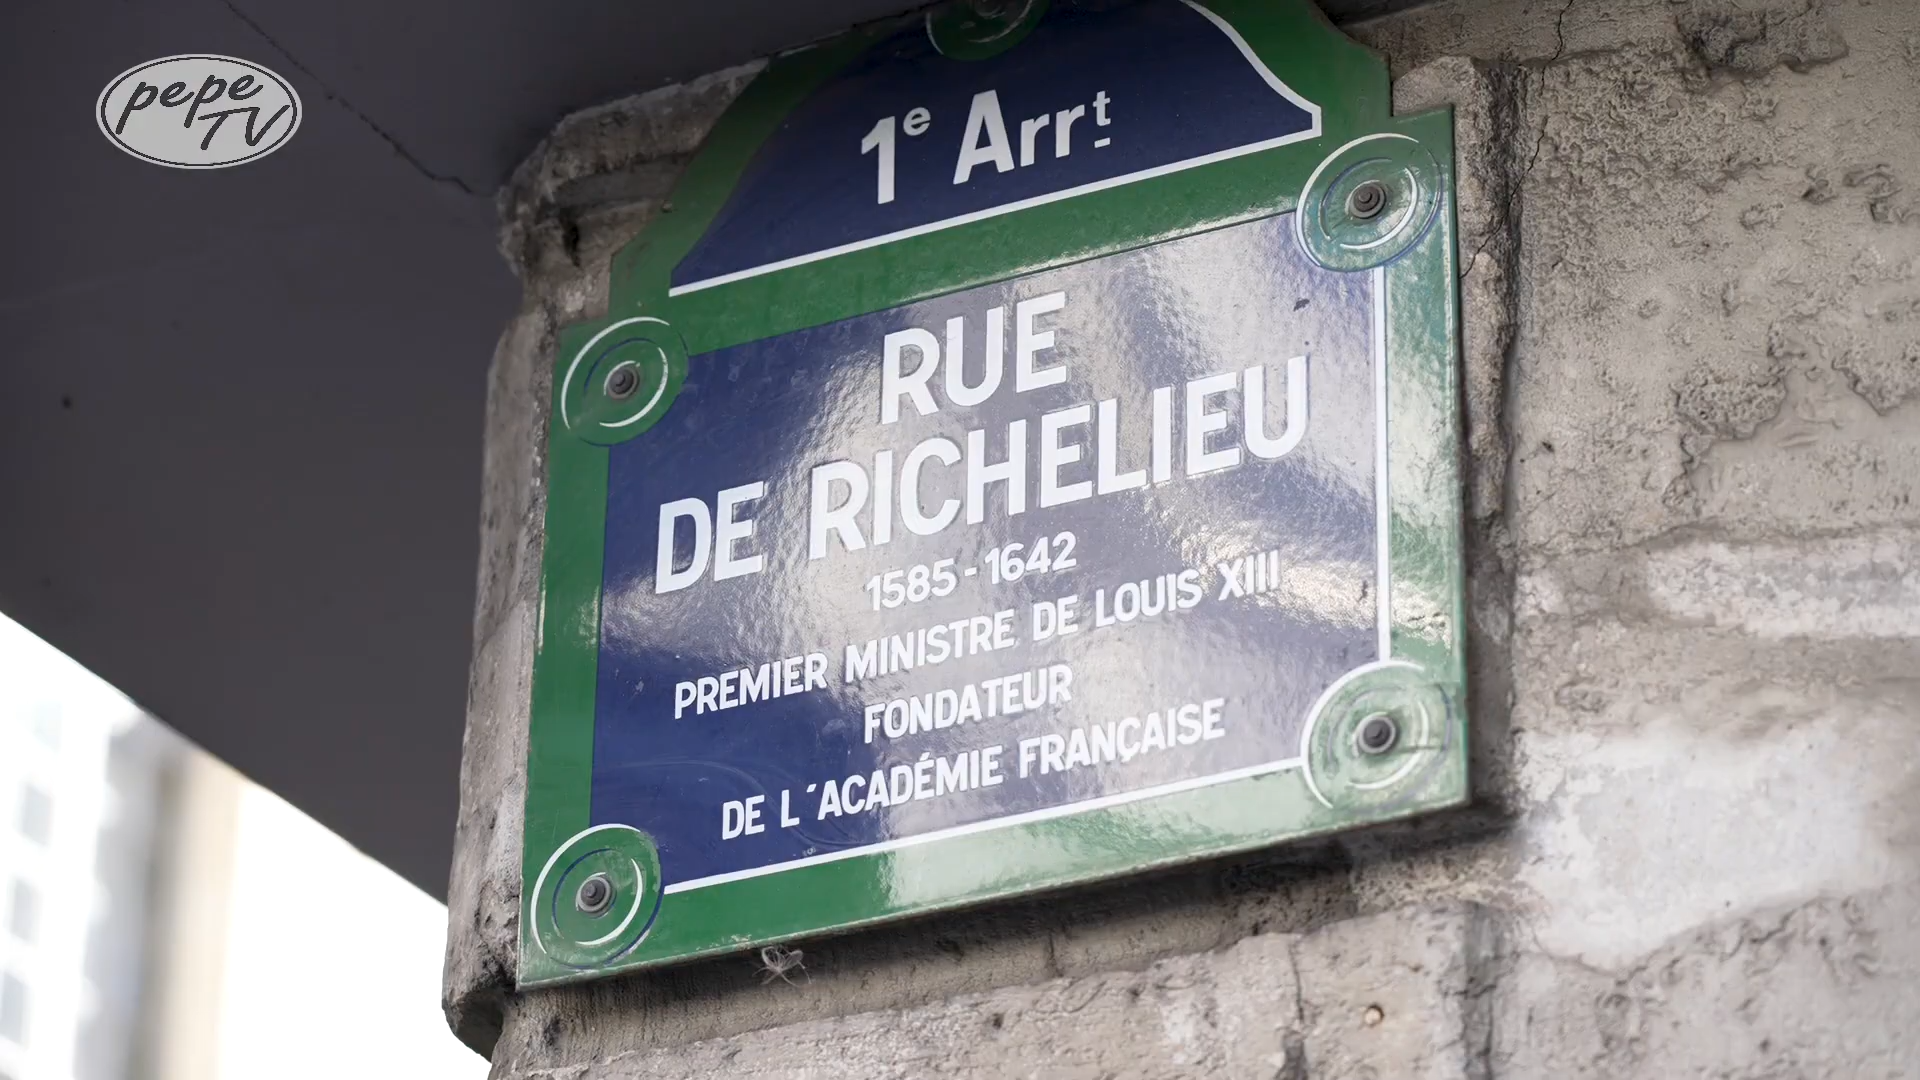 pepe
TV
1e Arrt
RUE
DE RICHELIEU
1585-1642
PREMIER MINISTRE DE LOUIS XIII
FONDATEUR
DE L´ACADÉMIE FRANÇAISE